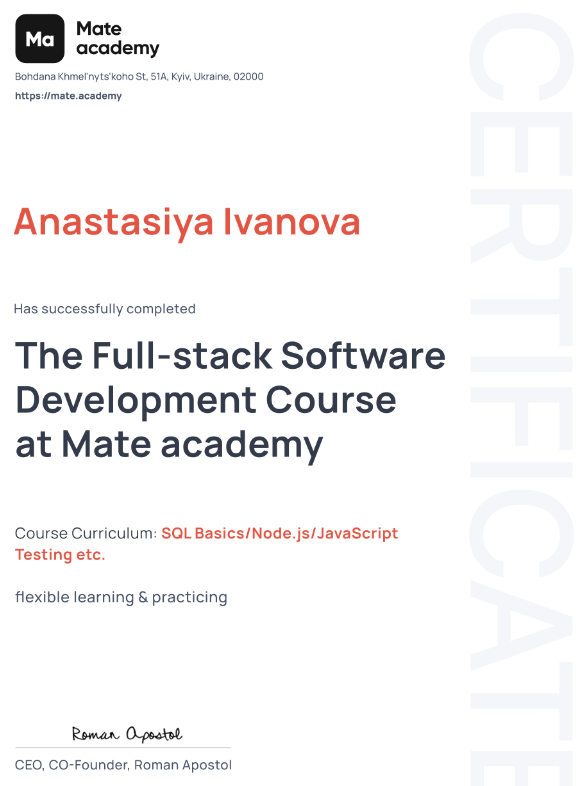 Ma
Mate
academy
Bohdana Khmel'nyts'koho St, 51A, Kyiv, Ukraine, 02000
https://mate.academy
Anastasiya Ivanova
Has successfully completed
The Full-stack Software
Development Course
at Mate academy
Course Curriculum: SQL Basics/Node.js/JavaScript
Testing etc.
flexible learning & practicing
Roman Apostol
CEO, CO-Founder, Roman Apostol
CERTIFICATE